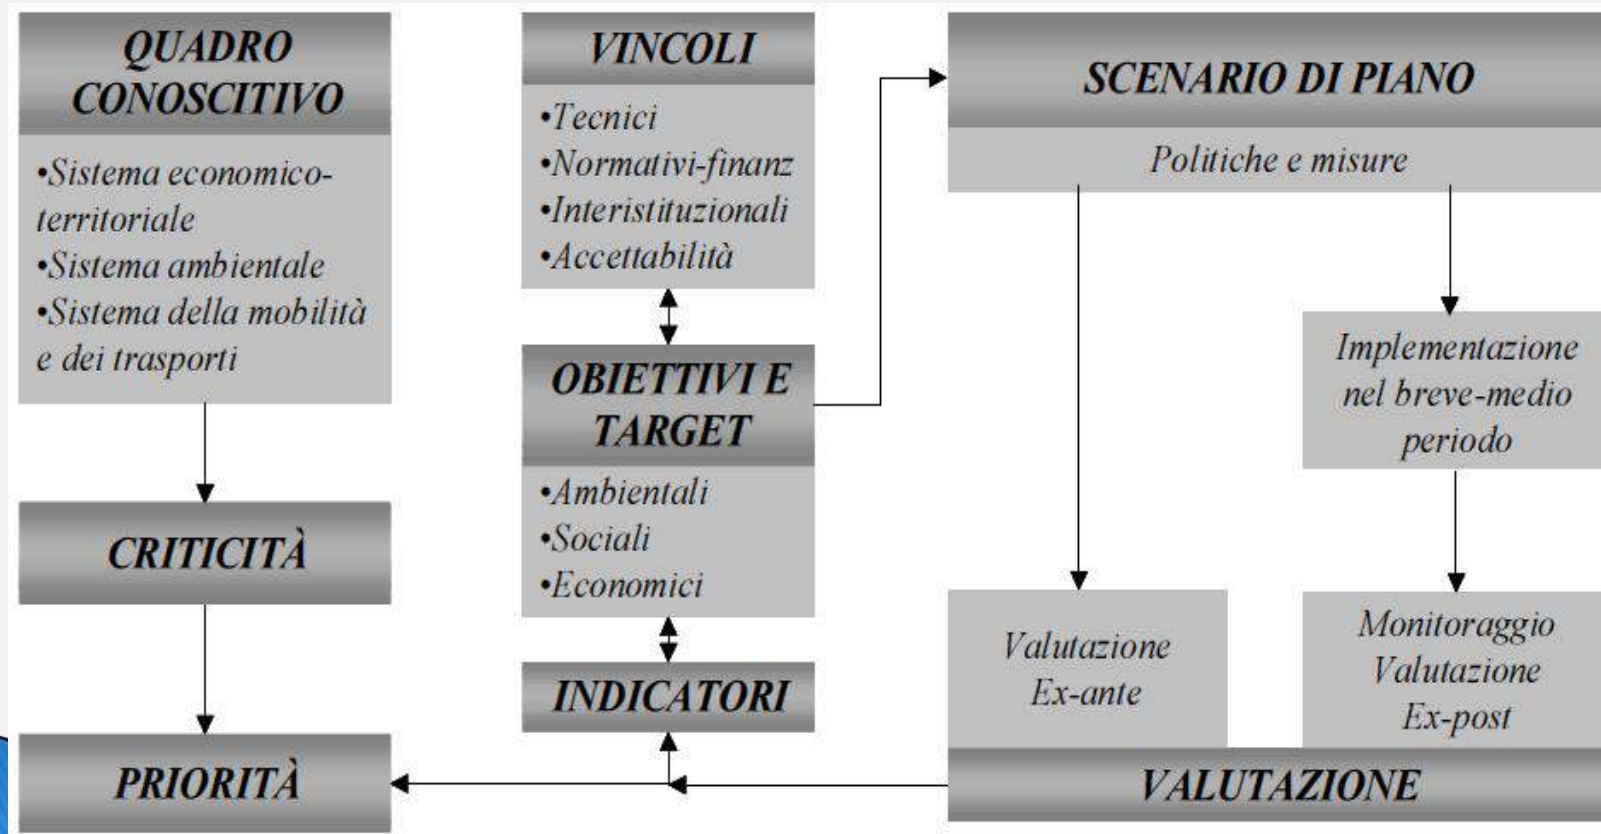 QUADRO
CONOSCITIVO
•Sistema economico-
territoriale
•Sistema ambientale
•Sistema della mobilità
e dei trasporti
CRITICITÀ
PRIORITÀ
VINCOLI
•Tecnici
•Normativi-finanz
•Interistituzionali
•Accettabilità
OBIETTIVI E
TARGET
•Ambientali
•Sociali
•Economici
INDICATORI
SCENARIO DI PIANO
Politiche e misure
Implementazione
nel breve-medio
periodo
Valutazione
Ex-ante
Monitoraggio
Valutazione
Ex-post
VALUTAZIONE